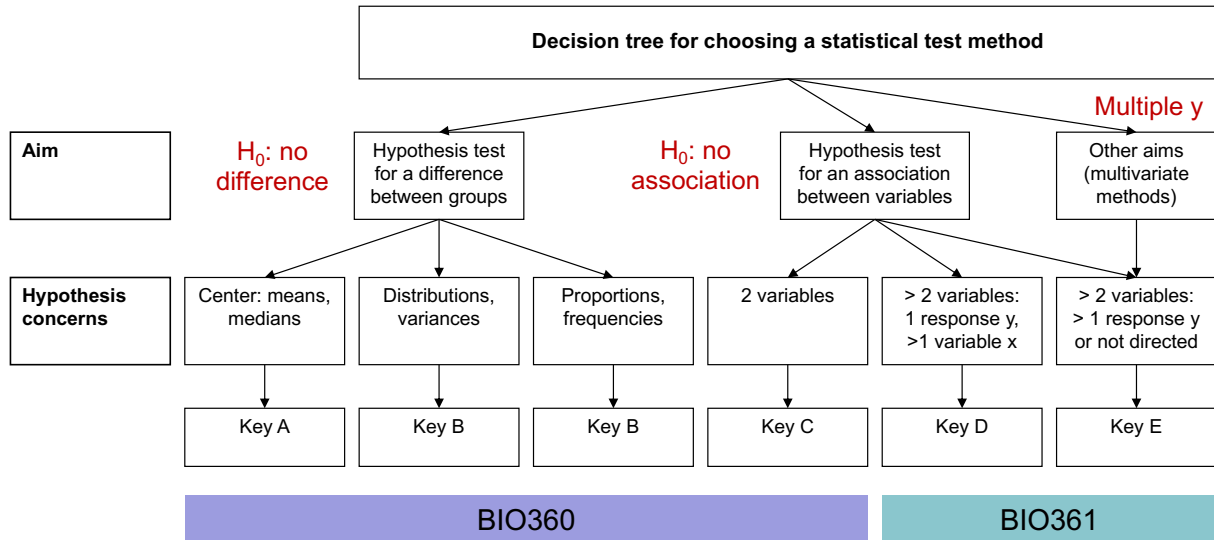 Decision tree for choosing a statistical test method
Multiple y
Aim
H₀: no
difference
Hypothesis test
for a difference
between groups
H₀: no
association
Hypothesis test
for an association
between variables
Other aims
(multivariate
methods)
Hypothesis
concerns
Center: means,
medians
Distributions,
variances
Proportions,
frequencies
2 variables
> 2 variables:
1 response y,
>1 variable x
> 2 variables:
> 1 response y
or not directed
Key A
Key B
Key B
Key C
Key D
Key E
BIO360
BIO361